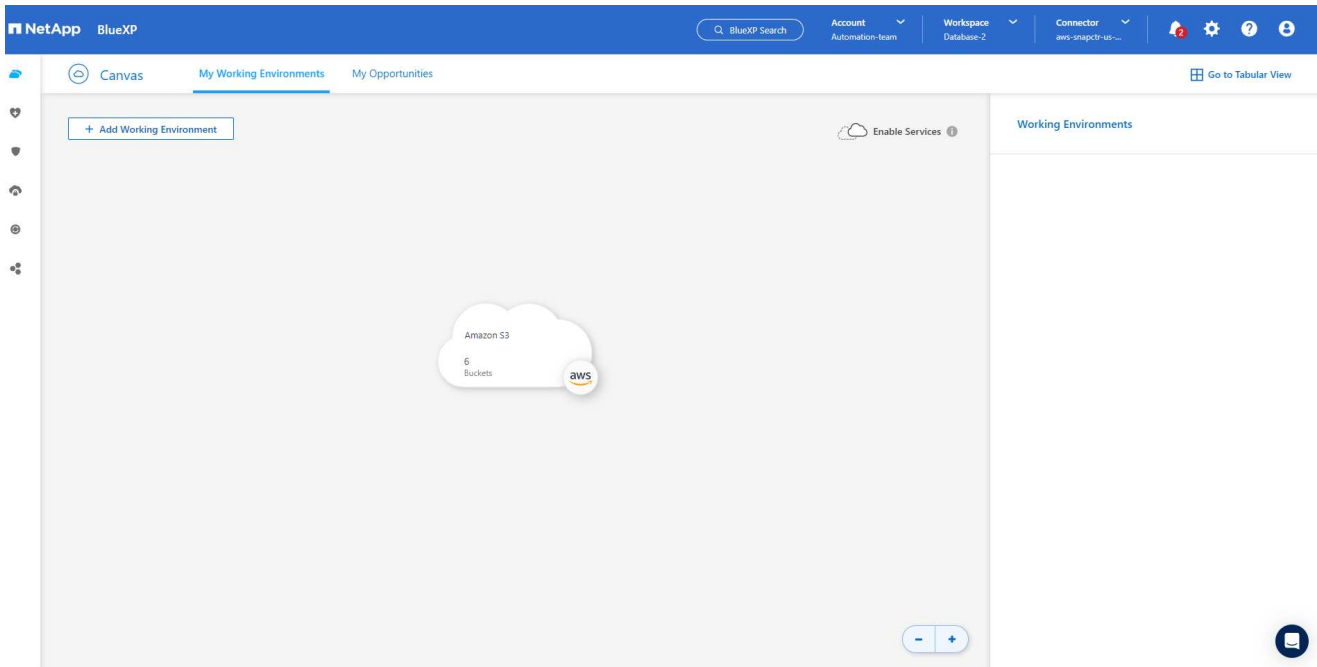 NetApp BlueXP
BlueXP Search
Account
Automation-team
Workspace
Database-2
Connector
aws-snapctr-us-...
2
Canvas
My Working Environments
My Opportunities
Go to Tabular View
+ Add Working Environment
Enable Services
Working Environments
Amazon S3
6
Buckets
aws
- +